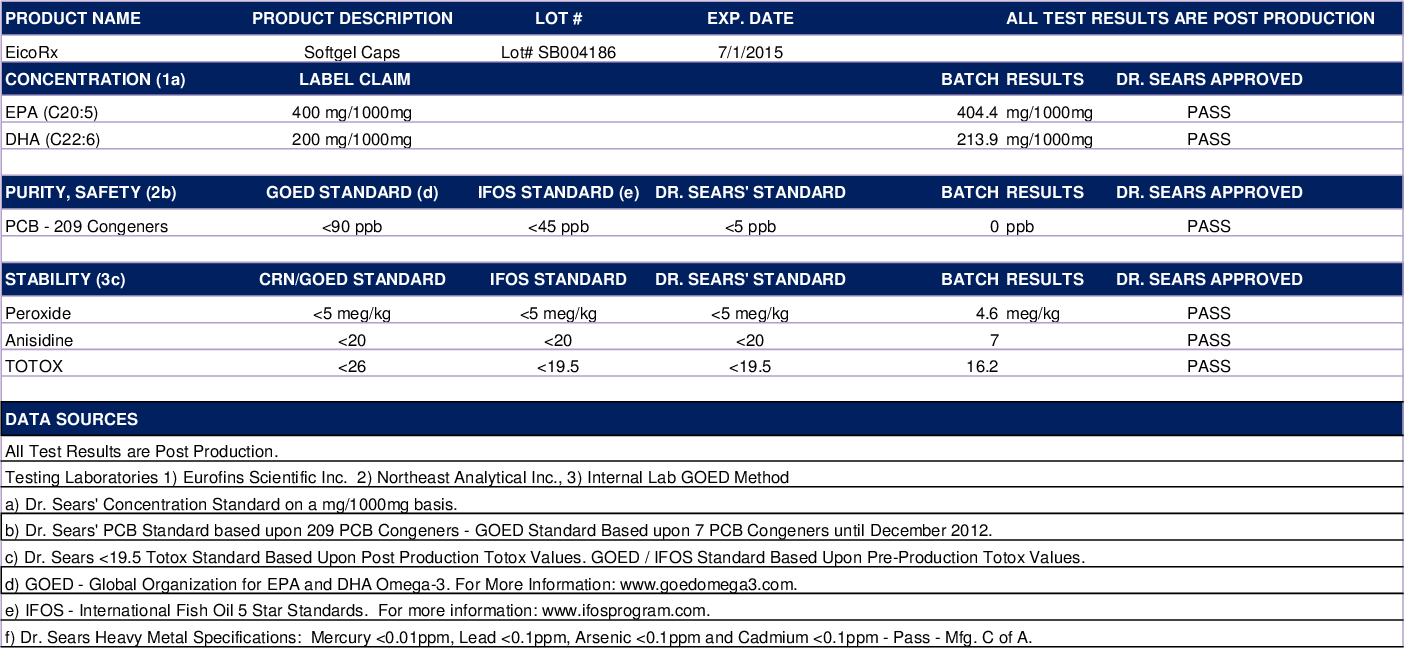 PRODUCT NAME PRODUCT DESCRIPTION LOT # EXP. DATE ALL TEST RESULTS ARE POST PRODUCTION
EicoRx Softgel Caps Lot# SB004186 7/1/2015
CONCENTRATION (1a) LABEL CLAIM BATCH RESULTS DR. SEARS APPROVED
EPA (C20:5) 400 mg/1000mg 404.4 mg/1000mg PASS
DHA (C22:6) 200 mg/1000mg 213.9 mg/1000mg PASS
PURITY, SAFETY (2b) GOED STANDARD (d) IFOS STANDARD (e) DR. SEARS' STANDARD BATCH RESULTS DR. SEARS APPROVED
PCB - 209 Congeners <90 ppb <45 ppb <5 ppb 0 ppb PASS
STABILITY (3c) CRN/GOED STANDARD IFOS STANDARD DR. SEARS' STANDARD BATCH RESULTS DR. SEARS APPROVED
Peroxide <5 meg/kg <5 meg/kg <5 meg/kg 4.6 meg/kg PASS
Anisidine <20 <20 <20 7 PASS
TOTOX <26 <19.5 <19.5 16.2 PASS
DATA SOURCES
All Test Results are Post Production.
Testing Laboratories 1) Eurofins Scientific Inc. 2) Northeast Analytical Inc., 3) Internal Lab GOED Method
a) Dr. Sears' Concentration Standard on a mg/1000mg basis.
b) Dr. Sears' PCB Standard based upon 209 PCB Congeners - GOED Standard Based upon 7 PCB Congeners until December 2012.
c) Dr. Sears <19.5 Totox Standard Based Upon Post Production Totox Values. GOED / IFOS Standard Based Upon Pre-Production Totox Values.
d) GOED - Global Organization for EPA and DHA Omega-3. For More Information: www.goedomega3.com.
e) IFOS - International Fish Oil 5 Star Standards. For more information: www.ifosprogram.com.
f) Dr. Sears Heavy Metal Specifications: Mercury <0.01ppm, Lead <0.1ppm, Arsenic <0.1ppm and Cadmium <0.1ppm - Pass - Mfg. C of A.